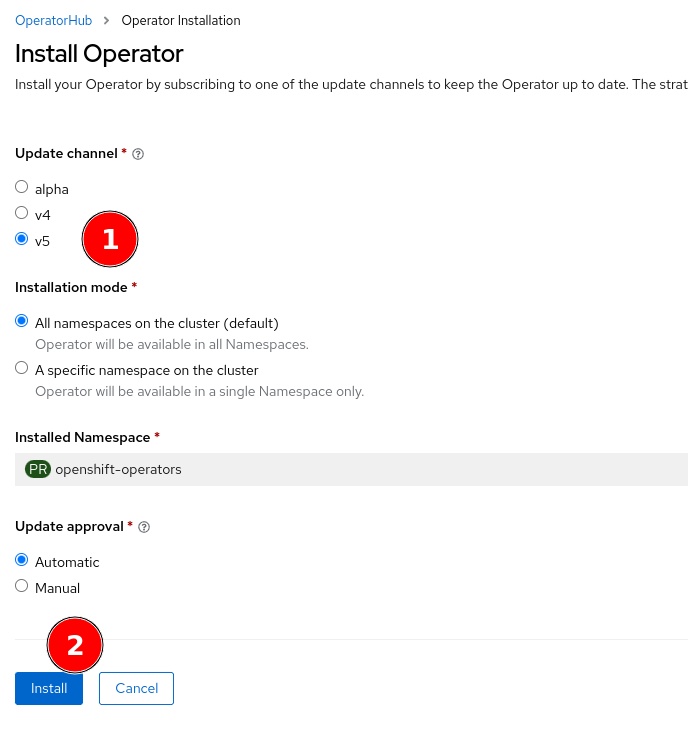 OperatorHub > Operator Installation
Install Operator
Install your Operator by subscribing to one of the update channels to keep the Operator up to date. The strat
Update channel * ?
alpha
v4
v5
1
Installation mode *
All namespaces on the cluster (default)
Operator will be available in all Namespaces.
A specific namespace on the cluster
Operator will be available in a single Namespace only.
Installed Namespace *
PR openshift-operators
Update approval * ?
Automatic
Manual
2
Install Cancel